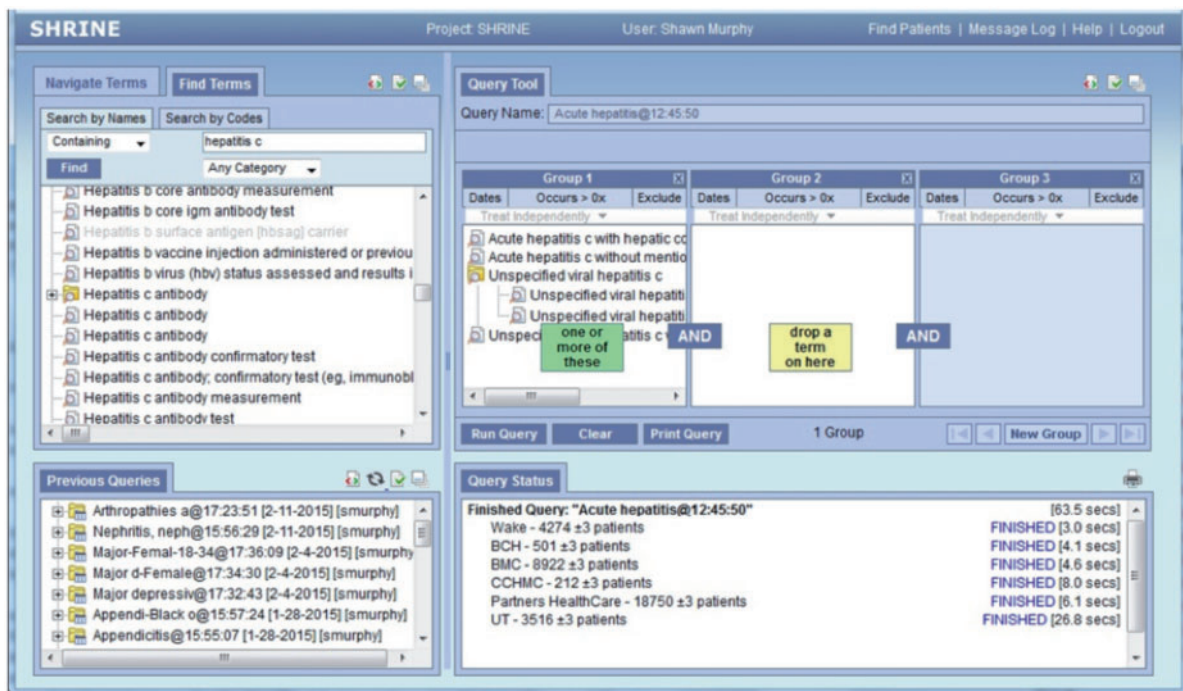 SHRINE
Project: SHRINE
User: Shawn Murphy
Find Patients | Message Log | Help | Logout
Navigate Terms
Find Terms
Search by Names
Search by Codes
Containing
hepatitis c
Find
Any Category
Hepatitis b core antibody measurement
Hepatitis b core igm antibody test
Hepatitis b surface antigen [hbsag] carrier
Hepatitis b vaccine injection administered or previou
Hepatitis b virus (hbv) status assessed and results i
Hepatitis c antibody
Hepatitis c antibody
Hepatitis c antibody
Hepatitis c antibody confirmatory test
Hepatitis c antibody; confirmatory test (eg, immunobl
Hepatitis c antibody measurement
Hepatitis c antibody test
Previous Queries
Arthropathies a@17:23:51 [2-11-2015] [smurphy]
Nephritis, neph@15:56:29 [2-11-2015] [smurphy]
Major-Femal-18-34@17:36:09 [2-4-2015] [smurphy
Major d-Female@17:34:30 [2-4-2015] [smurphy]
Major depressiv@17:32:43 [2-4-2015] [smurphy]
Appendi-Black o@15:57:24 [1-28-2015] [smurphy]
Appendicitis@15:55:07 [1-28-2015] [smurphy]
Query Tool
Query Name: Acute hepatitis@12:45:50
Group 1
Dates Occurs > 0x Exclude
Treat Independently
Acute hepatitis c with hepatic co
Acute hepatitis c without mentio
Unspecified viral hepatitis c
Unspecified viral hepatiti
Unspecified viral hepatiti
Unspeci atitis c
one or
more of
these
AND
Group 2
Dates Occurs > 0x Exclude
Treat Independently
drop a
term
on here
AND
Group 3
Dates Occurs > 0x Exclude
Treat Independently
Run Query
Clear
Print Query
1 Group
New Group
Query Status
Finished Query: "Acute hepatitis@12:45:50" [63.5 secs]
Wake - 4274 ±3 patients FINISHED [3.0 secs]
BCH - 501 ±3 patients FINISHED [4.1 secs]
BMC - 8922 ±3 patients FINISHED [4.6 secs]
CCHMC - 212 ±3 patients FINISHED [8.0 secs]
Partners HealthCare - 18750 ±3 patients FINISHED [6.1 secs]
UT - 3516 ±3 patients FINISHED [26.8 secs]